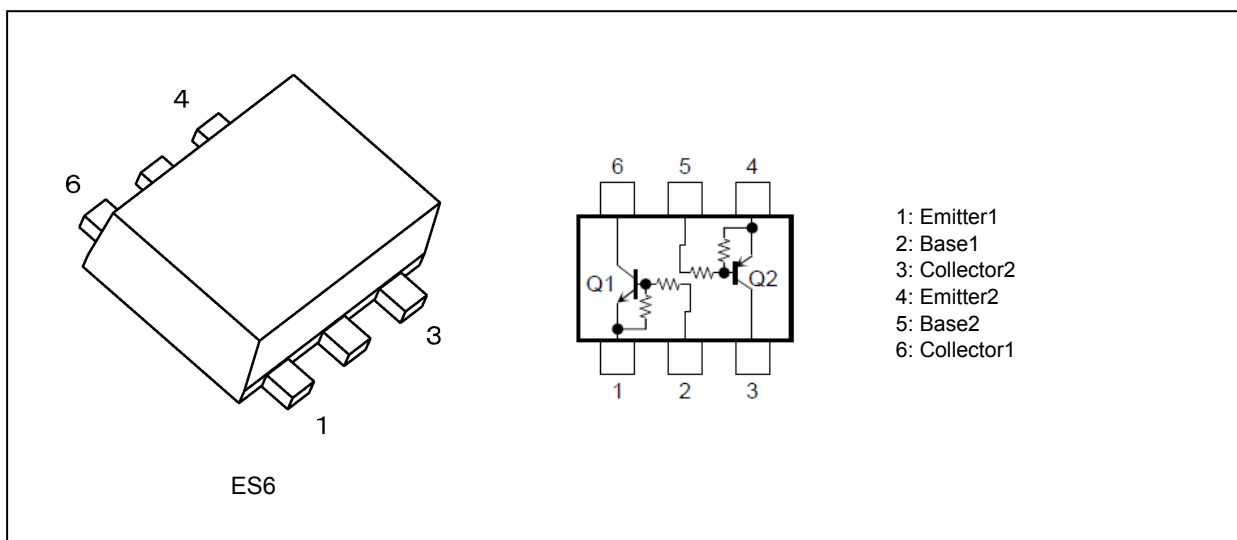 4
6
3
1
ES6
6 5 4
Q1 Q2
1 2 3
1: Emitter1
2: Base1
3: Collector2
4: Emitter2
5: Base2
6: Collector1